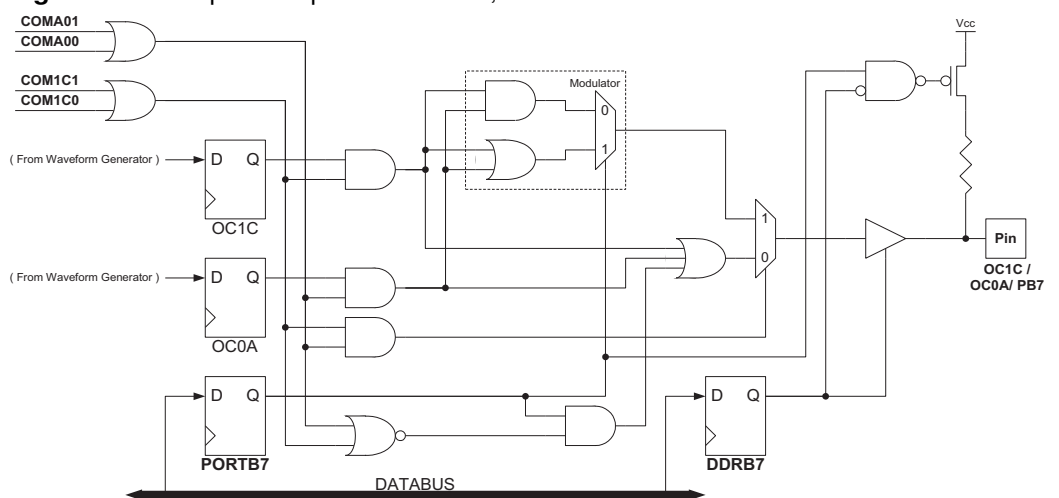 COMA01
COMA00
COM1C1
COM1C0
( From Waveform Generator )
D Q
OC1C
( From Waveform Generator )
D Q
OC0A
D Q
PORTB7
Modulator
0
1
1
0
Vcc
Pin
OC1C /
OC0A/ PB7
D Q
DDRB7
DATABUS